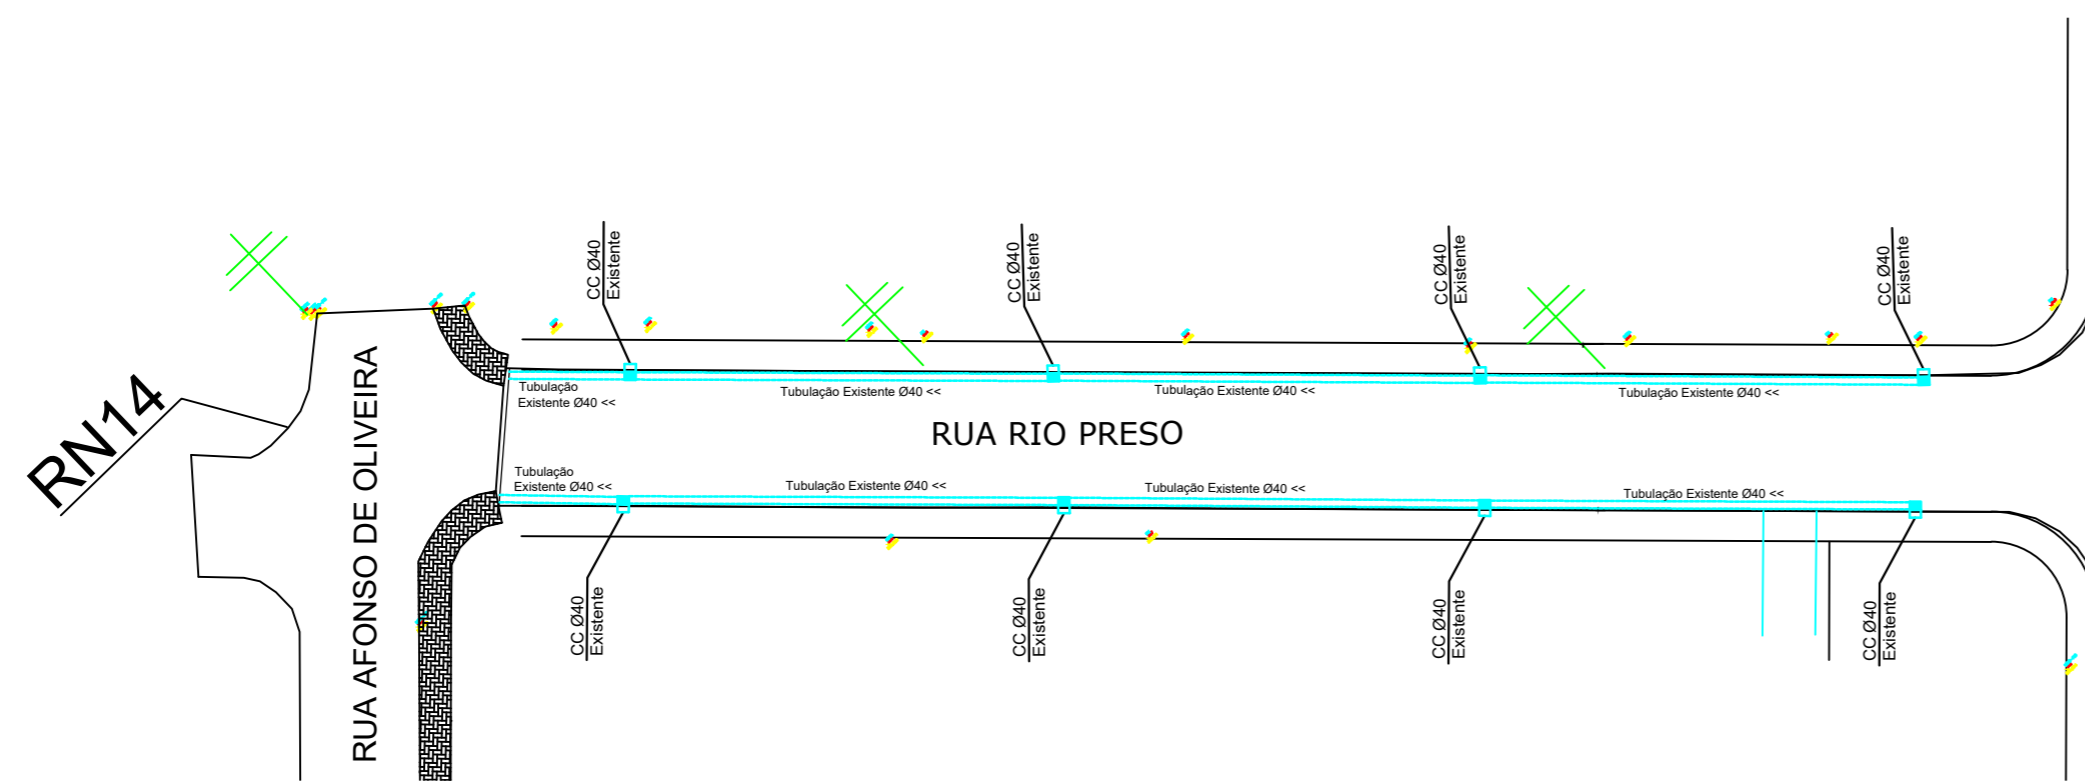 CC Ø40
Existente
CC Ø40
Existente
CC Ø40
Existente
CC Ø40
Existente
Tubulação
Existente Ø40 <<
Tubulação Existente Ø40 <<
Tubulação Existente Ø40 <<
Tubulação Existente Ø40 <<
RN14
RUA AFONSO DE OLIVEIRA
RUA RIO PRESO
Tubulação
Existente Ø40 <<
Tubulação Existente Ø40 <<
Tubulação Existente Ø40 <<
Tubulação Existente Ø40 <<
CC Ø40
Existente
CC Ø40
Existente
CC Ø40
Existente
CC Ø40
Existente